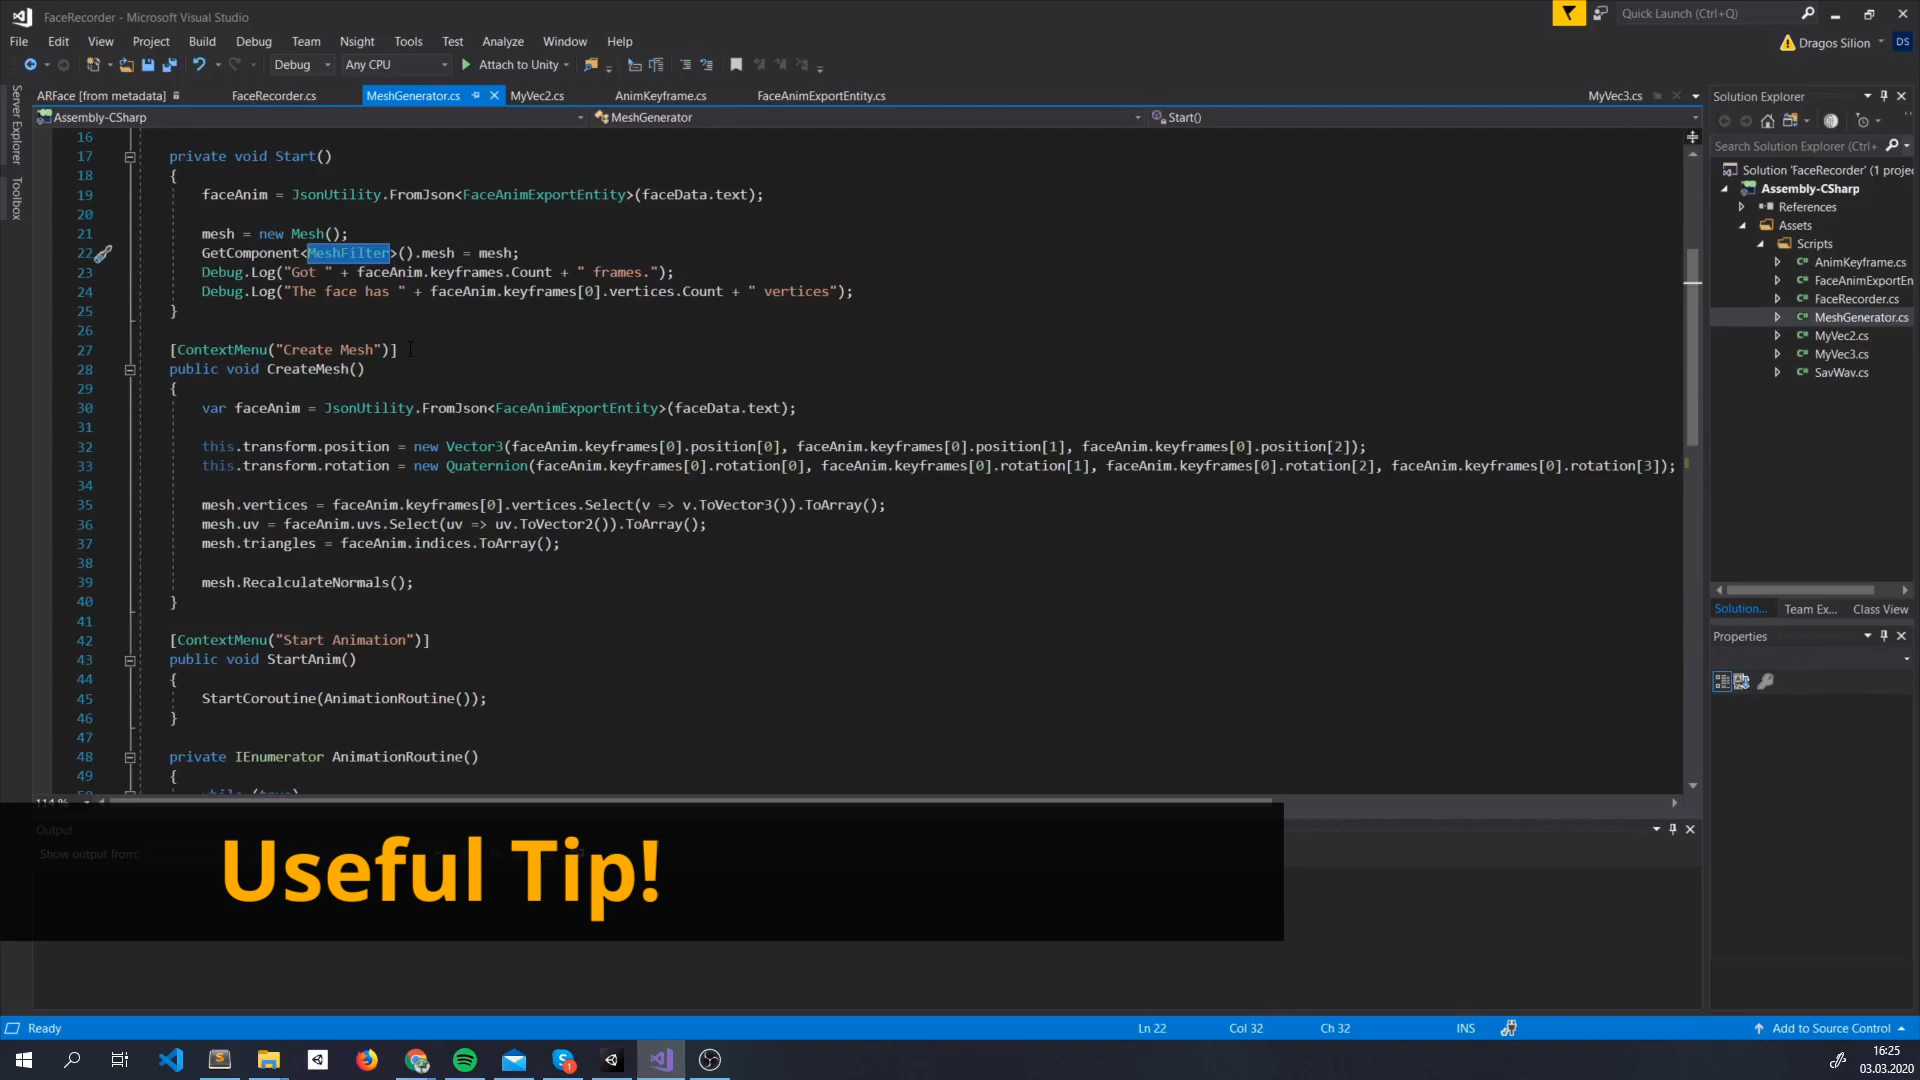 FaceRecorder - Microsoft Visual Studio
Quick Launch (Ctrl+Q)
File Edit View Project Build Debug Team Nsight Tools Test Analyze Window Help
Dragos Silion DS
Debug Any CPU Attach to Unity
Server Explorer
Toolbox
ARFace [from metadata] FaceRecorder.cs MeshGenerator.cs MyVec2.cs AnimKeyframe.cs FaceAnimExportEntity.cs MyVec3.cs
Assembly-CSharp MeshGenerator Start()
16
17 private void Start()
18 {
19 faceAnim = JsonUtility.FromJson<FaceAnimExportEntity>(faceData.text);
20
21 mesh = new Mesh();
22 GetComponent<MeshFilter>().mesh = mesh;
23 Debug.Log("Got " + faceAnim.keyframes.Count + " frames.");
24 Debug.Log("The face has " + faceAnim.keyframes[0].vertices.Count + " vertices");
25 }
26
27 [ContextMenu("Create Mesh")]
28 public void CreateMesh()
29 {
30 var faceAnim = JsonUtility.FromJson<FaceAnimExportEntity>(faceData.text);
31
32 this.transform.position = new Vector3(faceAnim.keyframes[0].position[0], faceAnim.keyframes[0].position[1], faceAnim.keyframes[0].position[2]);
33 this.transform.rotation = new Quaternion(faceAnim.keyframes[0].rotation[0], faceAnim.keyframes[0].rotation[1], faceAnim.keyframes[0].rotation[2], faceAnim.keyframes[0].rotation[3]);
34
35 mesh.vertices = faceAnim.keyframes[0].vertices.Select(v => v.ToVector3()).ToArray();
36 mesh.uv = faceAnim.uvs.Select(uv => uv.ToVector2()).ToArray();
37 mesh.triangles = faceAnim.indices.ToArray();
38
39 mesh.RecalculateNormals();
40 }
41
42 [ContextMenu("Start Animation")]
43 public void StartAnim()
44 {
45 StartCoroutine(AnimationRoutine());
46 }
47
48 private IEnumerator AnimationRoutine()
49 {
50 while (true)
114 %
Solution Explorer
Search Solution Explorer (Ctrl+
Solution 'FaceRecorder' (1 projec
Assembly-CSharp
References
Assets
Scripts
AnimKeyframe.cs
FaceAnimExportEn
FaceRecorder.cs
MeshGenerator.cs
MyVec2.cs
MyVec3.cs
SavWav.cs
Solution... Team Ex... Class View
Properties
Output
Show output from:
Useful Tip!
Ready Ln 22 Col 32 Ch 32 INS Add to Source Control
16:25
03.03.2020